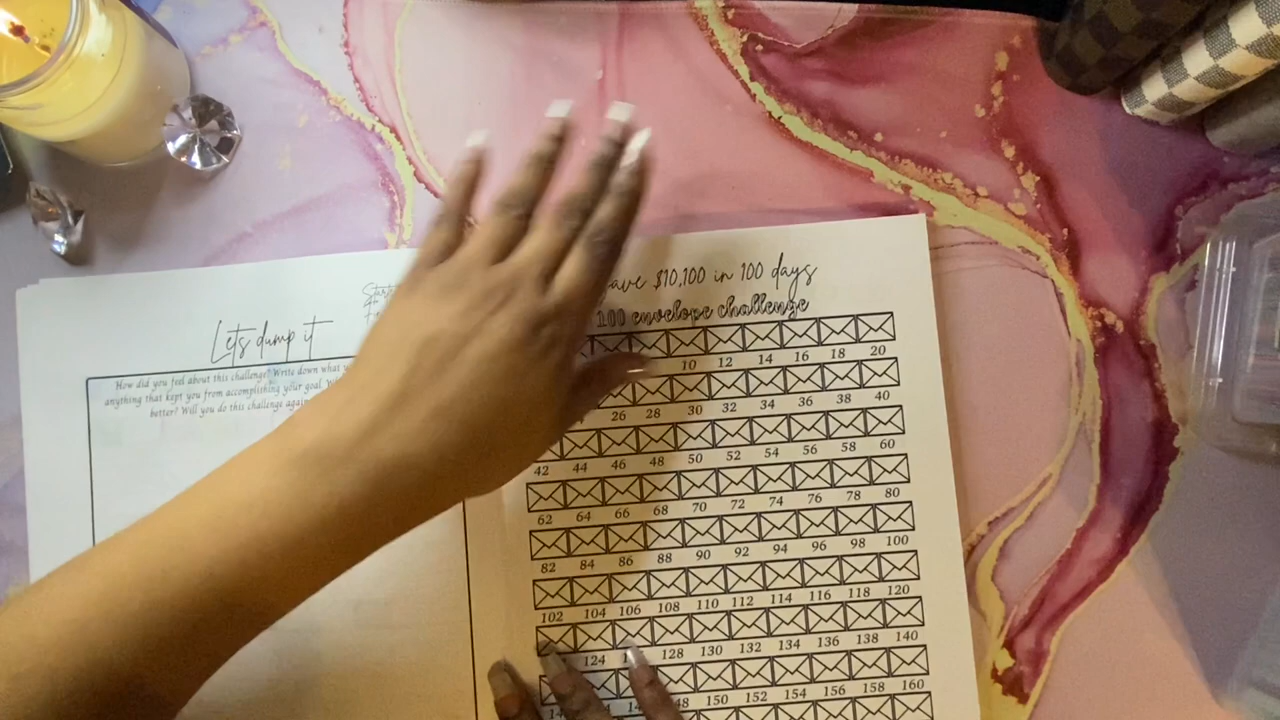 Lets dump it
How did you feel about this challenge? Write down what
anything that kept you from accomplishing your goal.
better? Will you do this challenge again
$10,100 in 100 days
100 envelope challenge
10 12 14 16 18 20
26 28 30 32 34 36 38 40
42 44 46 48 50 52 54 56 58 60
62 64 66 68 70 72 74 76 78 80
82 84 86 88 90 92 94 96 98 100
102 104 106 108 110 112 114 116 118 120
124 128 130 132 134 136 138 140
150 152 154 156 158 160